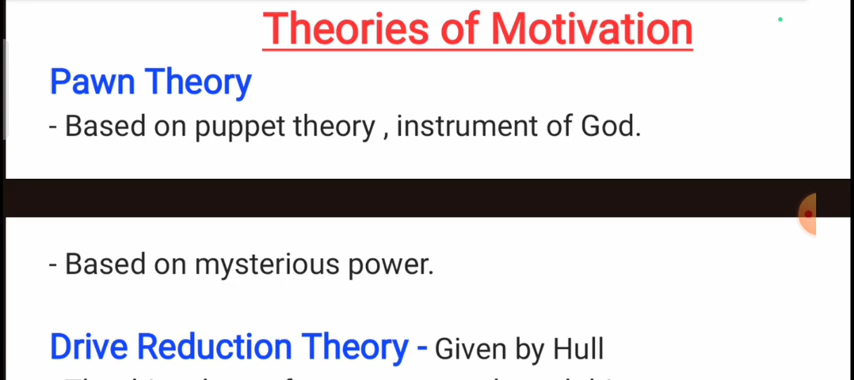 Theories of Motivation
Pawn Theory
- Based on puppet theory , instrument of God.
- Based on mysterious power.
Drive Reduction Theory - Given by Hull